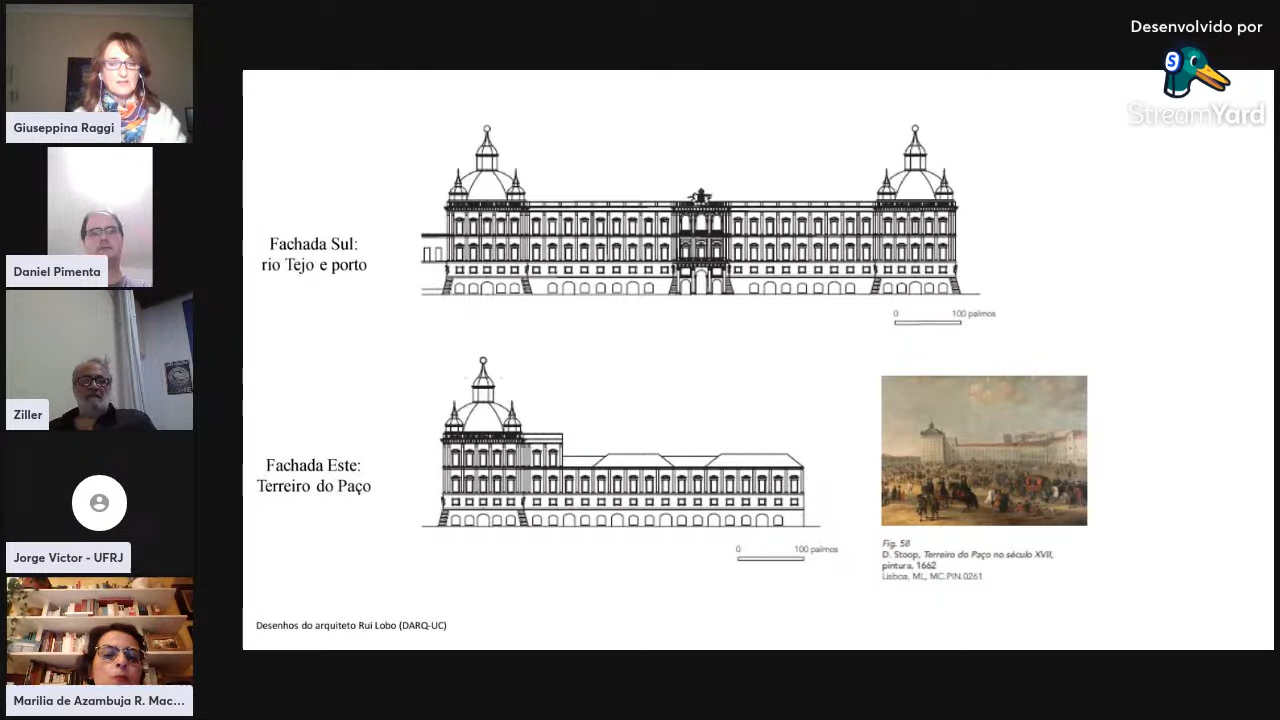 Desenvolvido por
StreamYard
Giuseppina Raggi
Daniel Pimenta
Ziller
Jorge Victor - UFRJ
Marilia de Azambuja R. Mac...
Fachada Sul:
rio Tejo e porto
0 100 palmos
Fachada Este:
Terreiro do Paço
0 100 palmos
Fig. 58
D. Stoop, Terreiro do Paço no século XVII,
pintura, 1662
Lisboa, ML, MC.PIN.0261
Desenhos do arquiteto Rui Lobo (DARQ-UC)